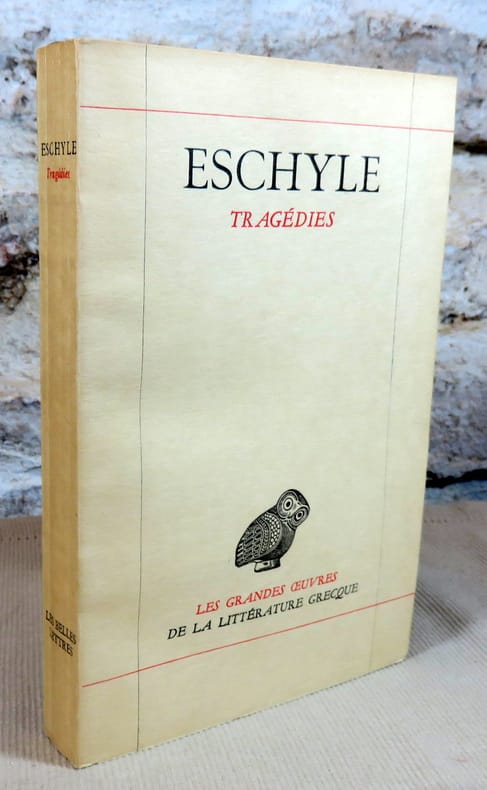 ESCHYLE
TRAGÉDIES
LES GRANDES ŒUVRES
DE LA LITTÉRATURE GRECQUE
ESCHYLE
Tragédies
LES BELLES
LETTRES